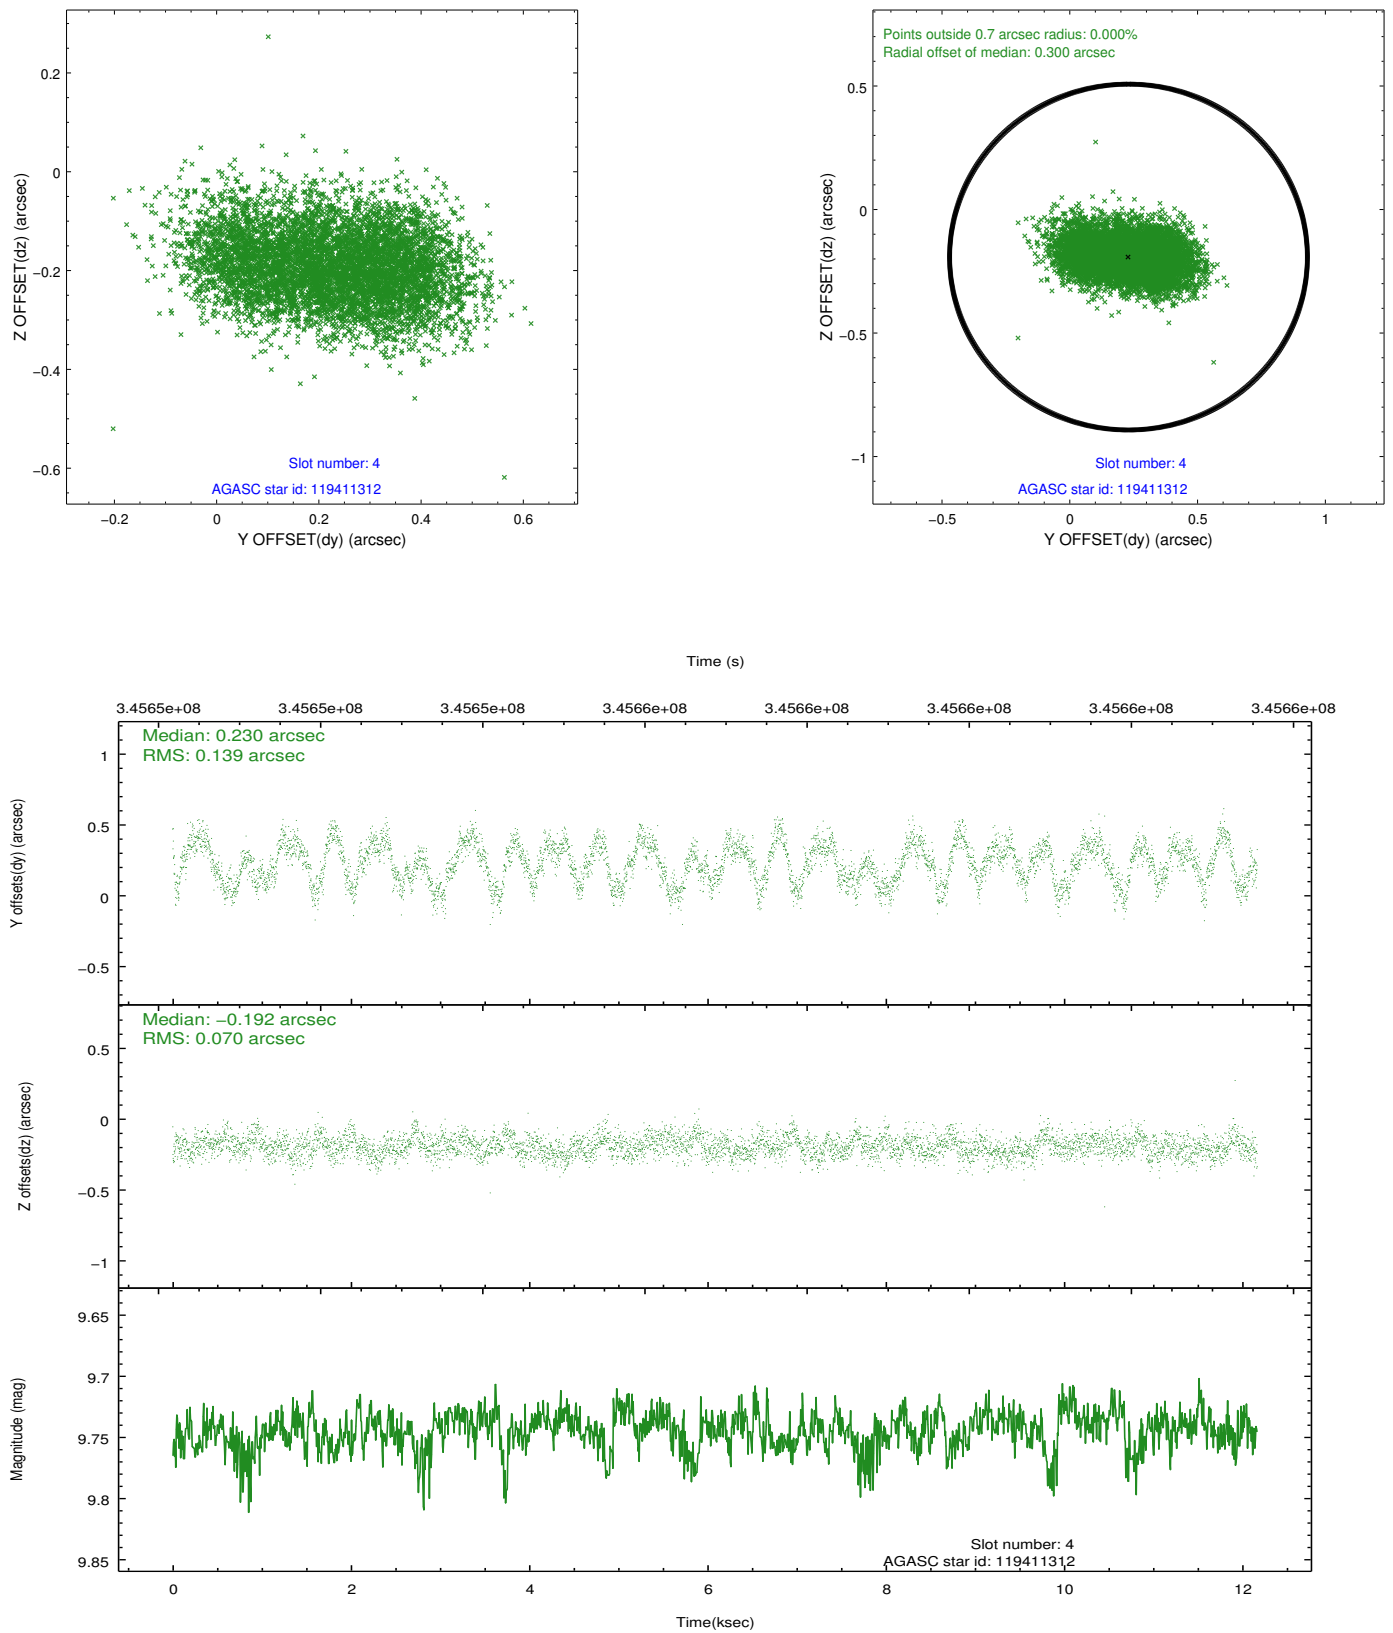 0.2
0
−0.2
−0.4
−0.6
Z OFFSET(dz) (arcsec)
Slot number: 4
AGASC star id: 119411312
−0.2
0
0.2
0.4
0.6
Y OFFSET(dy) (arcsec)
Points outside 0.7 arcsec radius: 0.000%
Radial offset of median: 0.300 arcsec
0.5
0
−0.5
−1
Z OFFSET(dz) (arcsec)
Slot number: 4
AGASC star id: 119411312
−0.5
0
0.5
1
Y OFFSET(dy) (arcsec)
Time (s)
3.4565e+08 3.4565e+08 3.4565e+08 3.4566e+08 3.4566e+08 3.4566e+08 3.4566e+08 3.4566e+08
Median: 0.230 arcsec
RMS: 0.139 arcsec
1
0.5
0
−0.5
Y offsets(dy) (arcsec)
Median: −0.192 arcsec
RMS: 0.070 arcsec
0.5
0
−0.5
−1
Z offsets(dz) (arcsec)
9.65
9.7
9.75
9.8
9.85
Magnitude (mag)
Slot number: 4
AGASC star id: 119411312
0 2 4 6 8 10 12
Time(ksec)